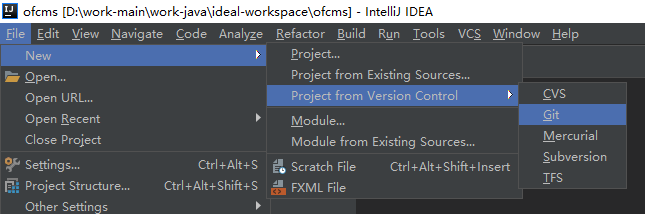 ofcms [D:\work-main\work-java\ideal-workspace\ofcms] - IntelliJ IDEA
File Edit View Navigate Code Analyze Refactor Build Run Tools VCS Window Help
New
Open...
Open URL...
Open Recent
Close Project
Settings... Ctrl+Alt+S
Project Structure... Ctrl+Alt+Shift+S
Other Settings
Project...
Project from Existing Sources...
Project from Version Control
Module...
Module from Existing Sources...
Scratch File Ctrl+Alt+Shift+Insert
FXML File
CVS
Git
Mercurial
Subversion
TFS